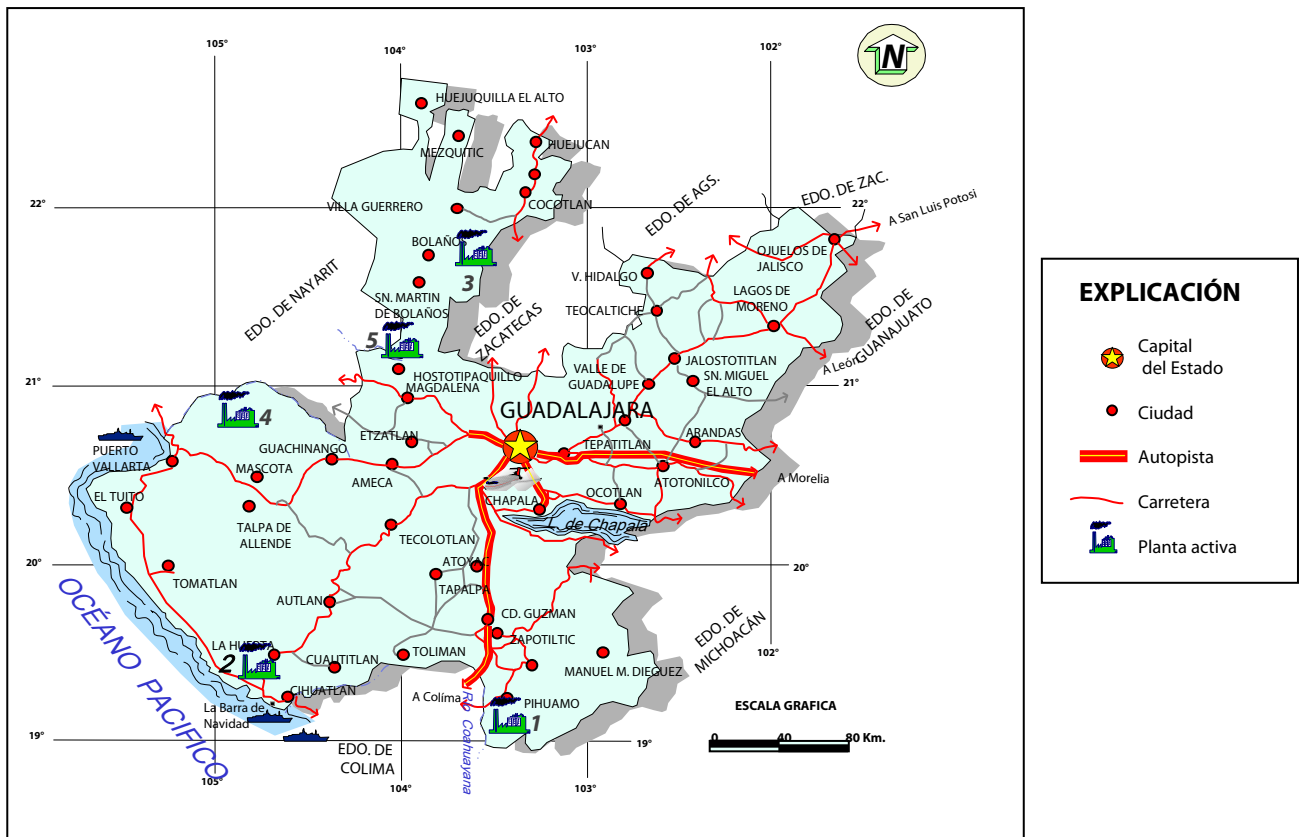 105°
104°
103°
102°
N
HUEJUQUILLA EL ALTO
MEZQUITIC
HUEJUCAN
EDO. DE ZAC.
EDO. DE AGS.
22°
VILLA GUERRERO
COCOTLAN
22°
A San Luis Potosi
BOLAÑOS
3
OJUELOS DE
JALISCO
V. HIDALGO
EDO. DE NAYARIT
SN. MARTIN
DE BOLAÑOS
EDO. DE
ZACATECAS
TEOCALTICHE
LAGOS DE
MORENO
EDO. DE
GUANAJUATO
5
A León
21°
HOSTOTIPAQUILLO
MAGDALENA
VALLE DE
GUADALUPE
JALOSTOTITLAN
SN. MIGUEL
EL ALTO
21°
4
GUADALAJARA
PUERTO
VALLARTA
GUACHINANGO
ETZATLAN
ARANDAS
TEPATITLAN
MASCOTA
AMECA
ATOTONILCO
A Morelia
EL TUITO
CHAPALA
OCOTLAN
TALPA DE
ALLENDE
TECOLOTLAN
L. de Chapala
20°
ATOYAC
20°
TOMATLAN
TAPALPA
AUTLAN
CD. GUZMAN
OCÉANO PACIFICO
ZAPOTILTIC
EDO. DE
MICHOACÁN
102°
LA HUERTA
2
CUAUTITLAN
TOLIMAN
MANUEL M. DIEGUEZ
CIHUATLAN
A Colíma
PIHUAMO
1
La Barra de
Navidad
Río Coahuayana
ESCALA GRAFICA
19°
EDO. DE
COLIMA
19°
0 40 80 Km.
105°
104°
103°
EXPLICACIÓN
Capital
del Estado
Ciudad
Autopista
Carretera
Planta activa